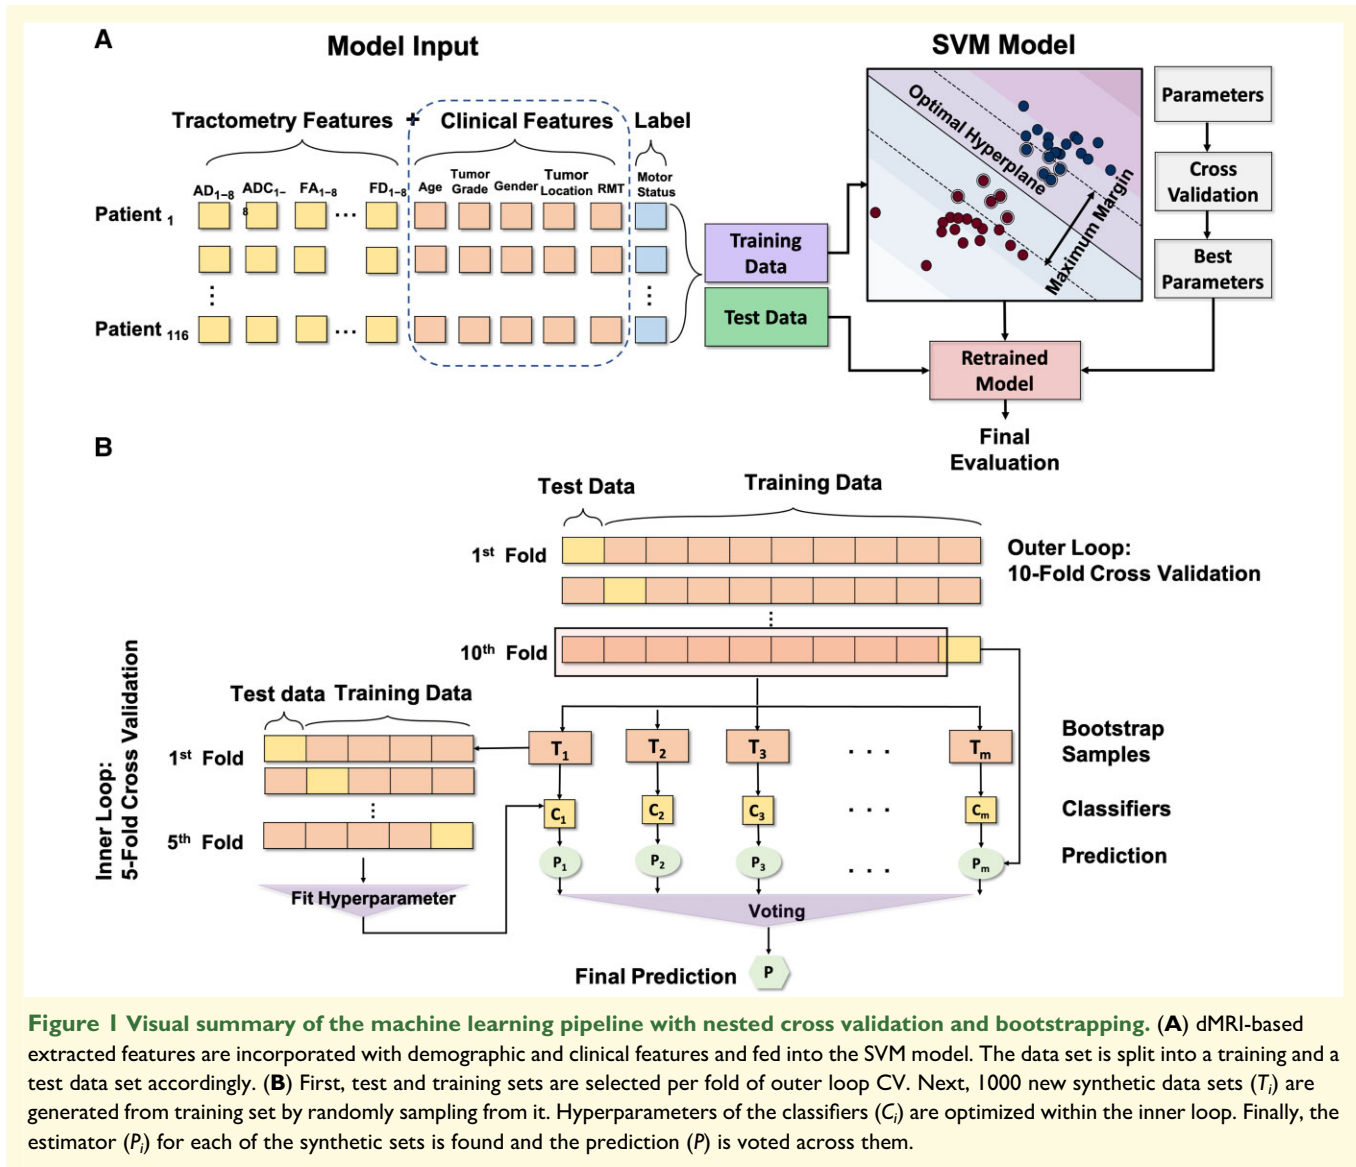 A
Model Input
SVM Model
Tractometry Features + Clinical Features Label
AD1–8 ADC1–8 FA1–8 FD1–8 Age Tumor Grade Gender Tumor Location RMT Motor Status
Patient 1
...
Patient 116
...
Training Data
Test Data
Optimal Hyperplane
Maximum Margin
Parameters
Cross Validation
Best Parameters
Retrained Model
Final Evaluation
B
Test Data Training Data
1st Fold
Outer Loop:
10-Fold Cross Validation
10th Fold
Inner Loop:
5-Fold Cross Validation
Test data Training Data
1st Fold
5th Fold
Fit Hyperparameter
T1 T2 T3 . . . Tm
Bootstrap
Samples
C1 C2 C3 . . . Cm
Classifiers
P1 P2 P3 . . . Pm
Prediction
Voting
Final Prediction P
Figure 1 Visual summary of the machine learning pipeline with nested cross validation and bootstrapping. (A) dMRI-based
extracted features are incorporated with demographic and clinical features and fed into the SVM model. The data set is split into a training and a
test data set accordingly. (B) First, test and training sets are selected per fold of outer loop CV. Next, 1000 new synthetic data sets (Ti) are
generated from training set by randomly sampling from it. Hyperparameters of the classifiers (Ci) are optimized within the inner loop. Finally, the
estimator (Pi) for each of the synthetic sets is found and the prediction (P) is voted across them.